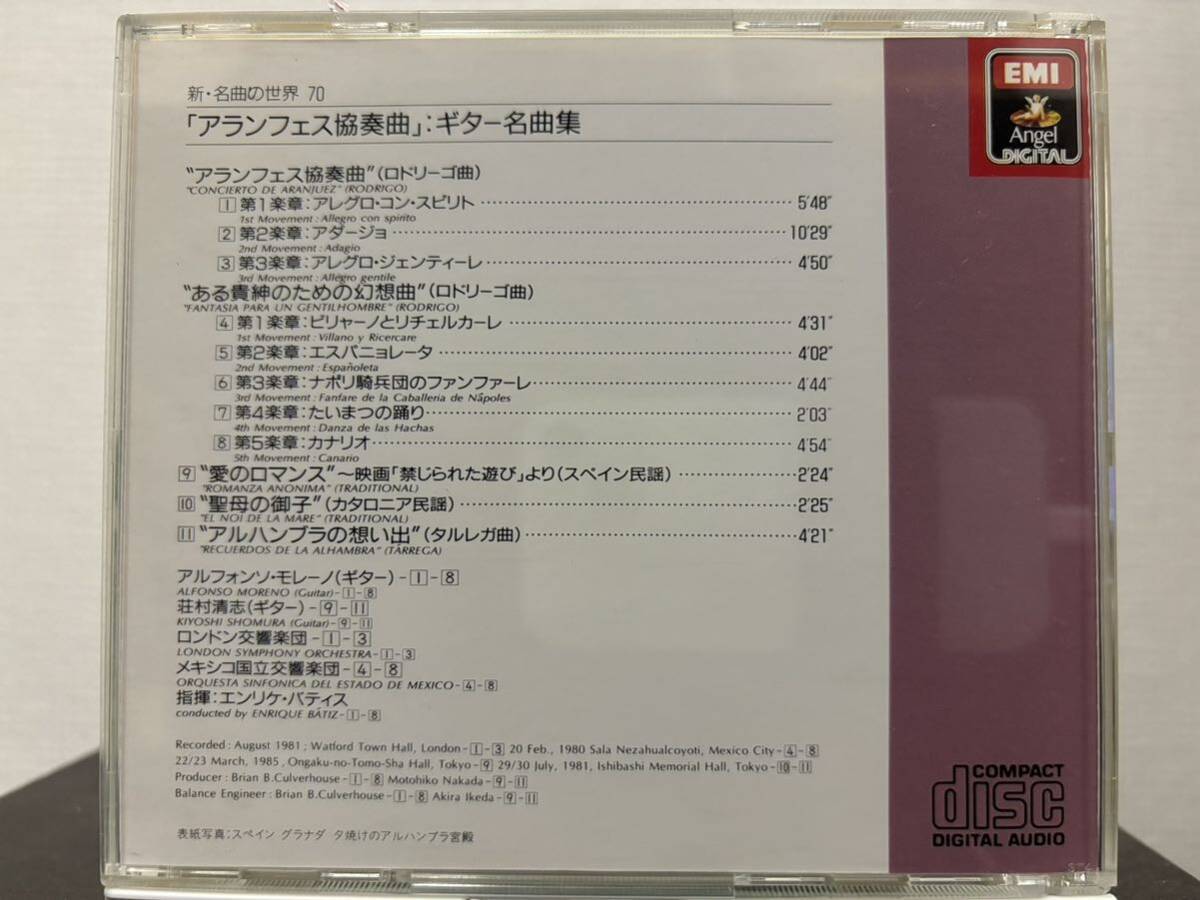 新・名曲の世界 70
「アランフェス協奏曲」：ギター名曲集
“アランフェス協奏曲”（ロドリーゴ曲）
"CONCIERTO DE ARANJUEZ" (RODRIGO)
1 第1楽章：アレグロ・コン・スピリト 5'48"
1st Movement : Allegro con spirito
2 第2楽章：アダージョ 10'29"
2nd Movement : Adagio
3 第3楽章：アレグロ・ジェンティーレ 4'50"
3rd Movement : Allegro gentile
“ある貴紳のための幻想曲”（ロドリーゴ曲）
"FANTASIA PARA UN GENTILHOMBRE" (RODRIGO)
4 第1楽章：ビリャーノとリチェルカーレ 4'31"
1st Movement : Villano y Ricercare
5 第2楽章：エスパニョレータ 4'02"
2nd Movement : Españoleta
6 第3楽章：ナポリ騎兵団のファンファーレ 4'44"
3rd Movement : Fanfare de la Caballeria de Nápoles
7 第4楽章：たいまつの踊り 2'03"
4th Movement : Danza de las Hachas
8 第5楽章：カナリオ 4'54"
5th Movement : Canario
9 “愛のロマンス”～映画「禁じられた遊び」より（スペイン民謡） 2'24"
"ROMANZA ANONIMA" (TRADITIONAL)
10 “聖母の御子”（カタロニア民謡） 2'25"
"EL NOI DE LA MARE" (TRADITIONAL)
11 “アルハンブラの想い出”（タルレガ曲） 4'21"
"RECUERDOS DE LA ALHAMBRA" (TÁRREGA)
アルフォンソ・モレーノ（ギター）-1-8
ALFONSO MORENO (Guitar)-1-8
荘村清志（ギター）-9-11
KIYOSHI SHOMURA (Guitar)-9-11
ロンドン交響楽団-1-3
LONDON SYMPHONY ORCHESTRA-1-3
メキシコ国立交響楽団-4-8
ORQUESTA SINFONICA DEL ESTADO DE MEXICO-4-8
指揮：エンリケ・バティス
conducted by ENRIQUE BÁTIZ-1-8
Recorded : August 1981 ; Watford Town Hall, London-1-3 20 Feb., 1980 Sala Nezahualcoyoti, Mexico City-4-8
22/23 March, 1985 , Ongaku-no-Tomo-Sha Hall, Tokyo-9 29/30 July, 1981, Ishibashi Memorial Hall, Tokyo-10-11
Producer : Brian B.Culverhouse-1-8 Motohiko Nakada-9-11
Balance Engineer : Brian B.Culverhouse-1-8 Akira Ikeda-9-11
表紙写真：スペイン グラナダ 夕焼けのアルハンブラ宮殿
EMI
Angel
DIGITAL
COMPACT
disc
DIGITAL AUDIO